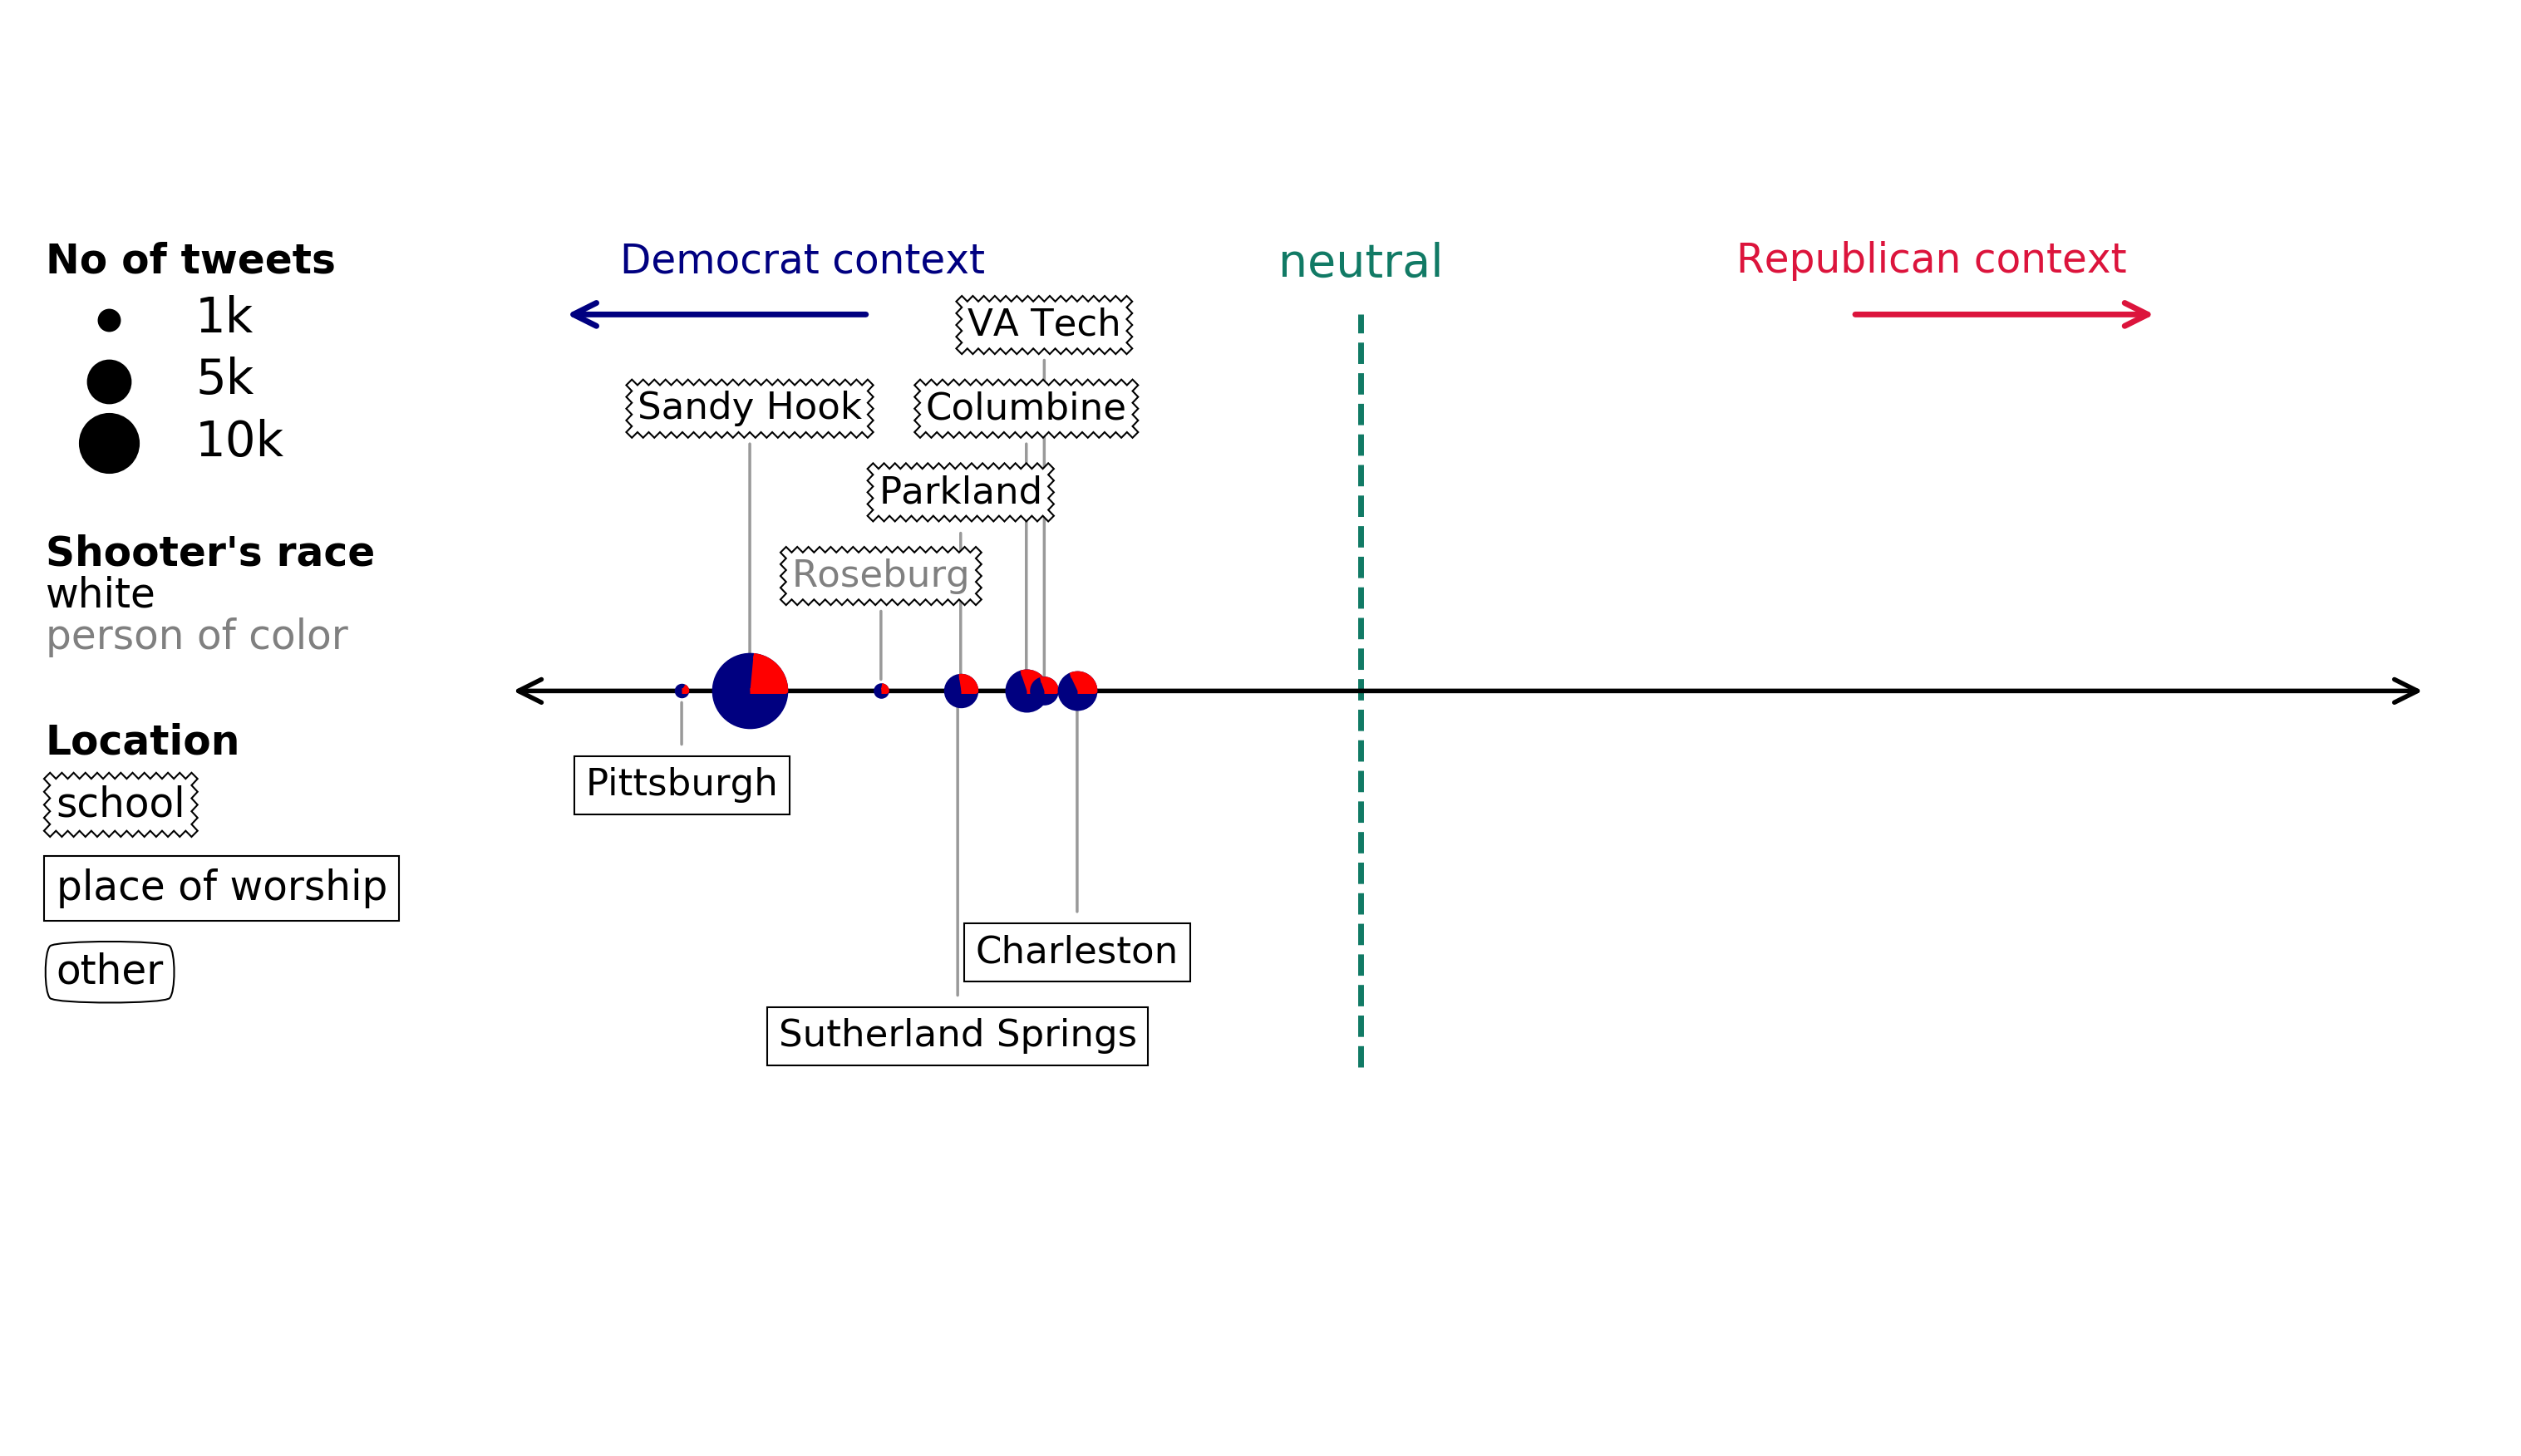 No of tweets
1k
5k
10k
Shooter's race
white
person of color
Location
school
place of worship
other
Democrat context
neutral
Republican context
VA Tech
Sandy Hook
Columbine
Parkland
Roseburg
Pittsburgh
Charleston
Sutherland Springs